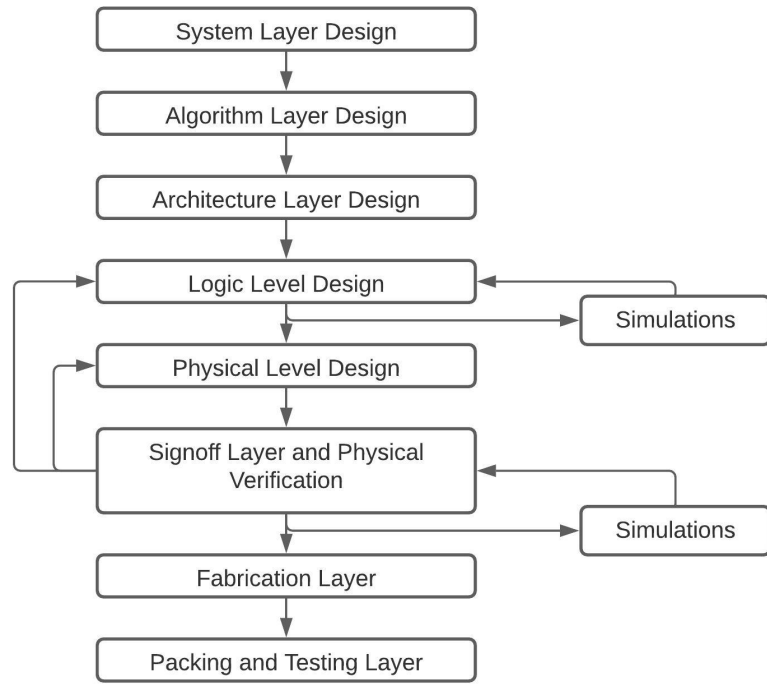 System Layer Design
Algorithm Layer Design
Architecture Layer Design
Logic Level Design
Simulations
Physical Level Design
Signoff Layer and Physical
Verification
Simulations
Fabrication Layer
Packing and Testing Layer